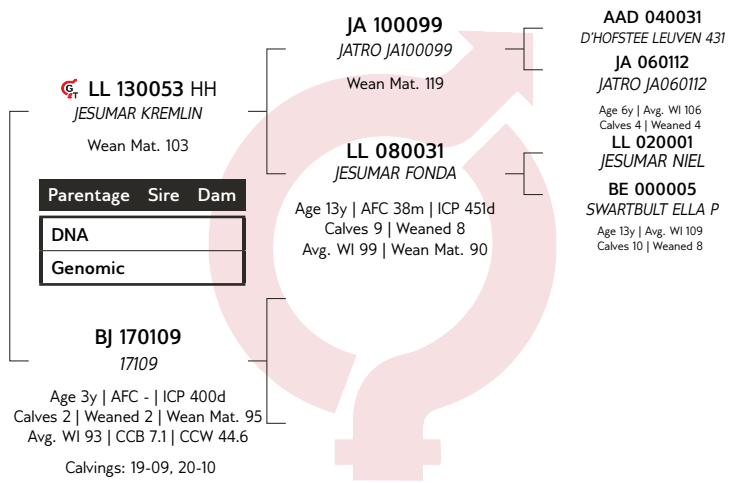 LL 130053 HH
JESUMAR KREMLIN
Wean Mat. 103
Parentage Sire Dam
DNA
Genomic
BJ 170109
17109
Age 3y | AFC - | ICP 400d
Calves 2 | Weaned 2 | Wean Mat. 95
Avg. WI 93 | CCB 7.1 | CCW 44.6
Calvings: 19-09, 20-10
JA 100099
JATRO JA100099
Wean Mat. 119
LL 080031
JESUMAR FONDA
Age 13y | AFC 38m | ICP 451d
Calves 9 | Weaned 8
Avg. WI 99 | Wean Mat. 90
AAD 040031
D'HOFSTEE LEUVEN 431
JA 060112
JATRO JA060112
Age 6y | Avg. WI 106
Calves 4 | Weaned 4
LL 020001
JESUMAR NIEL
BE 000005
SWARTBULT ELLA P
Age 13y | Avg. WI 109
Calves 10 | Weaned 8